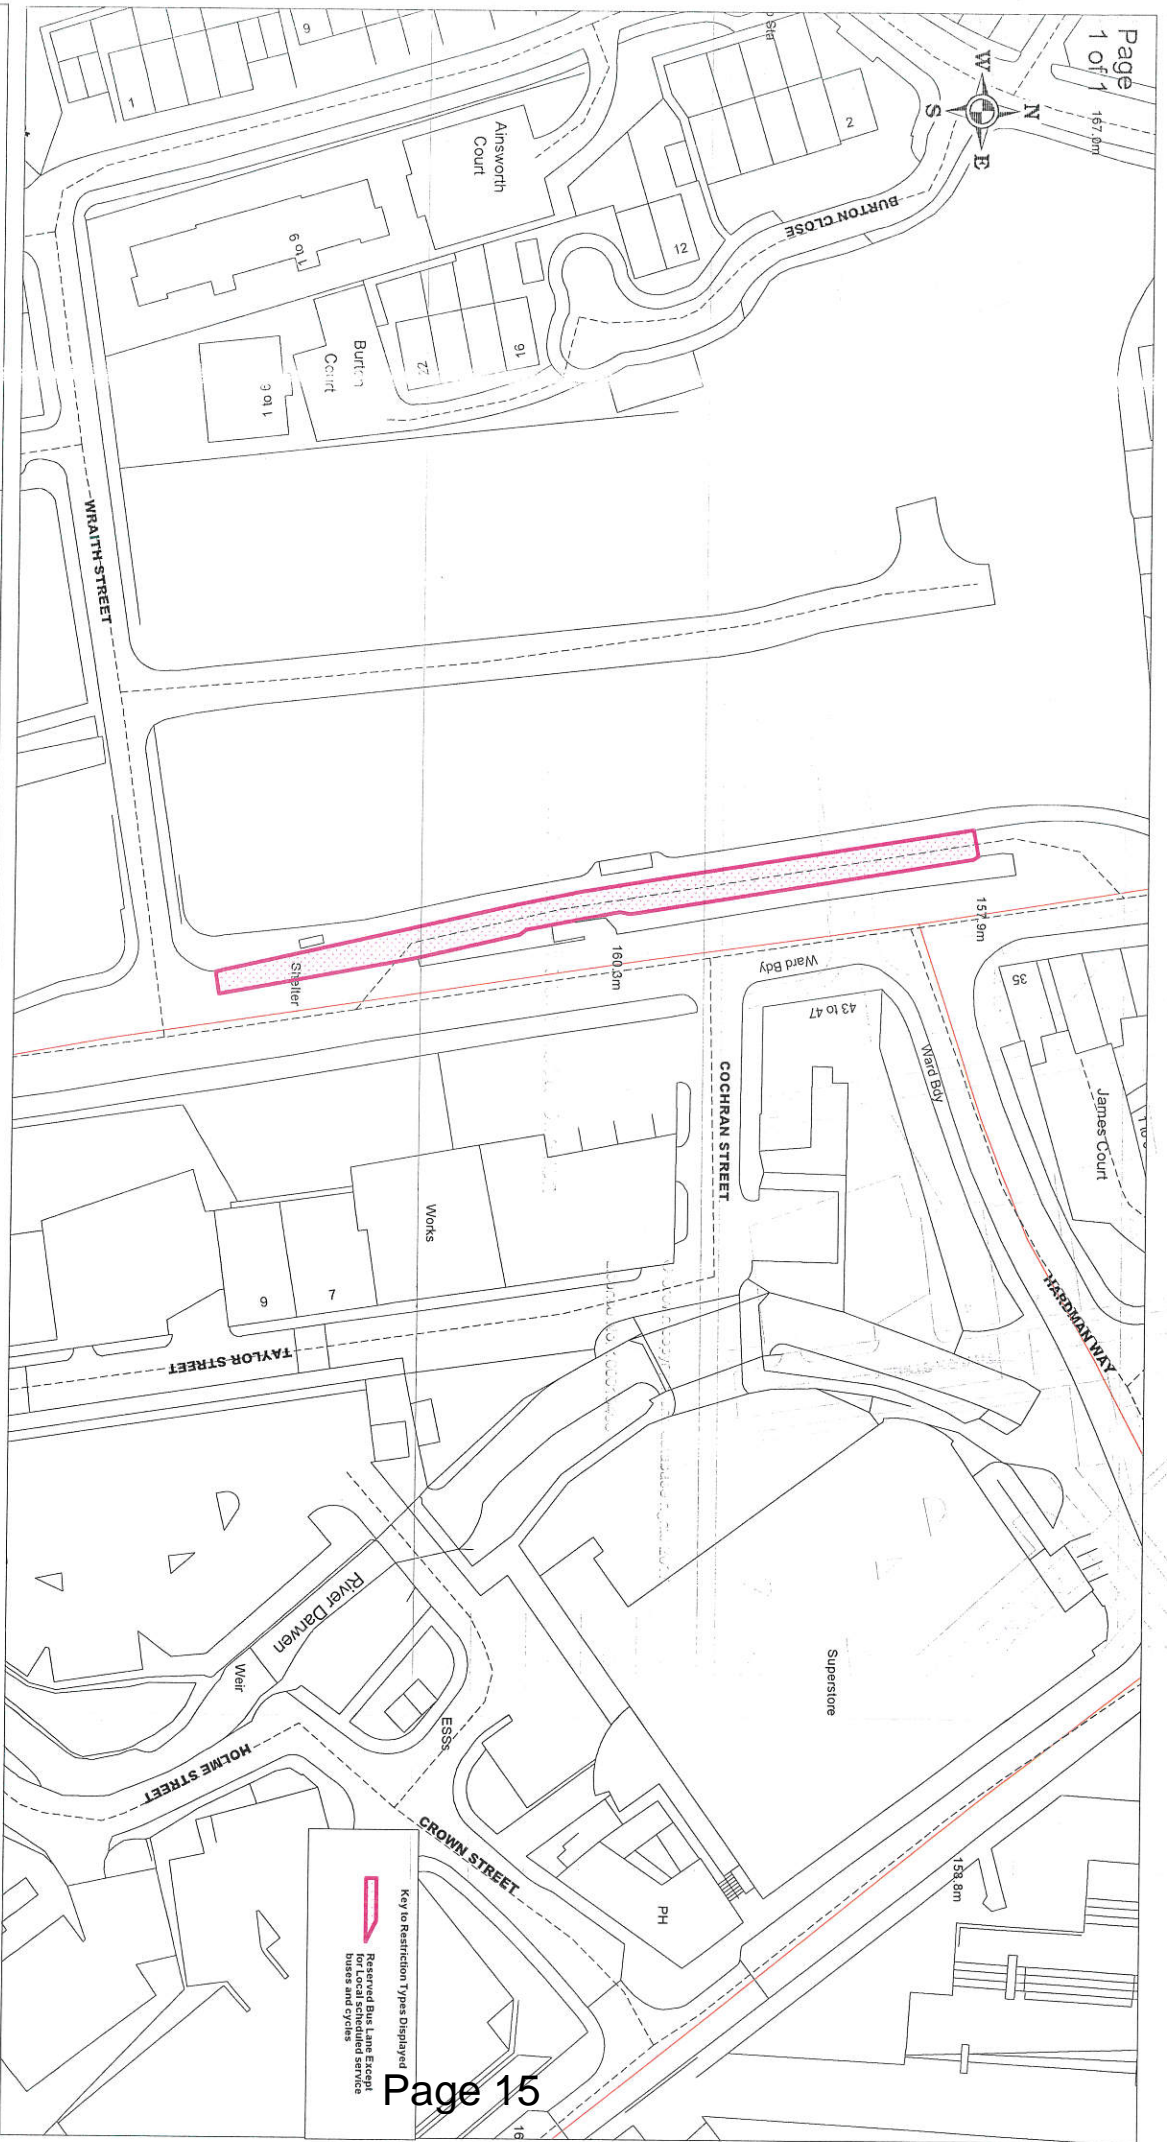 Page
1 of 1
167.0m
W
N
S
E
2
BURTON CLOSE
12
9
1
Ainsworth
Court
1 to 9
16
22
Burton
Court
1 to 6
WRAITH STREET
157.9m
160.3m
Shelter
Ward Bdy
43 to 47
Ward Bdy
35
James Court
COCHRAN STREET
HARDMAN WAY
Works
7
9
TAYLOR STREET
Superstore
River Darwen
Weir
ESSs
HOLME STREET
CROWN STREET
PH
158.8m
16
Key to Restriction Types Displayed
Reserved Bus Lane Except
for Local scheduled service
buses and cycles
Page 15